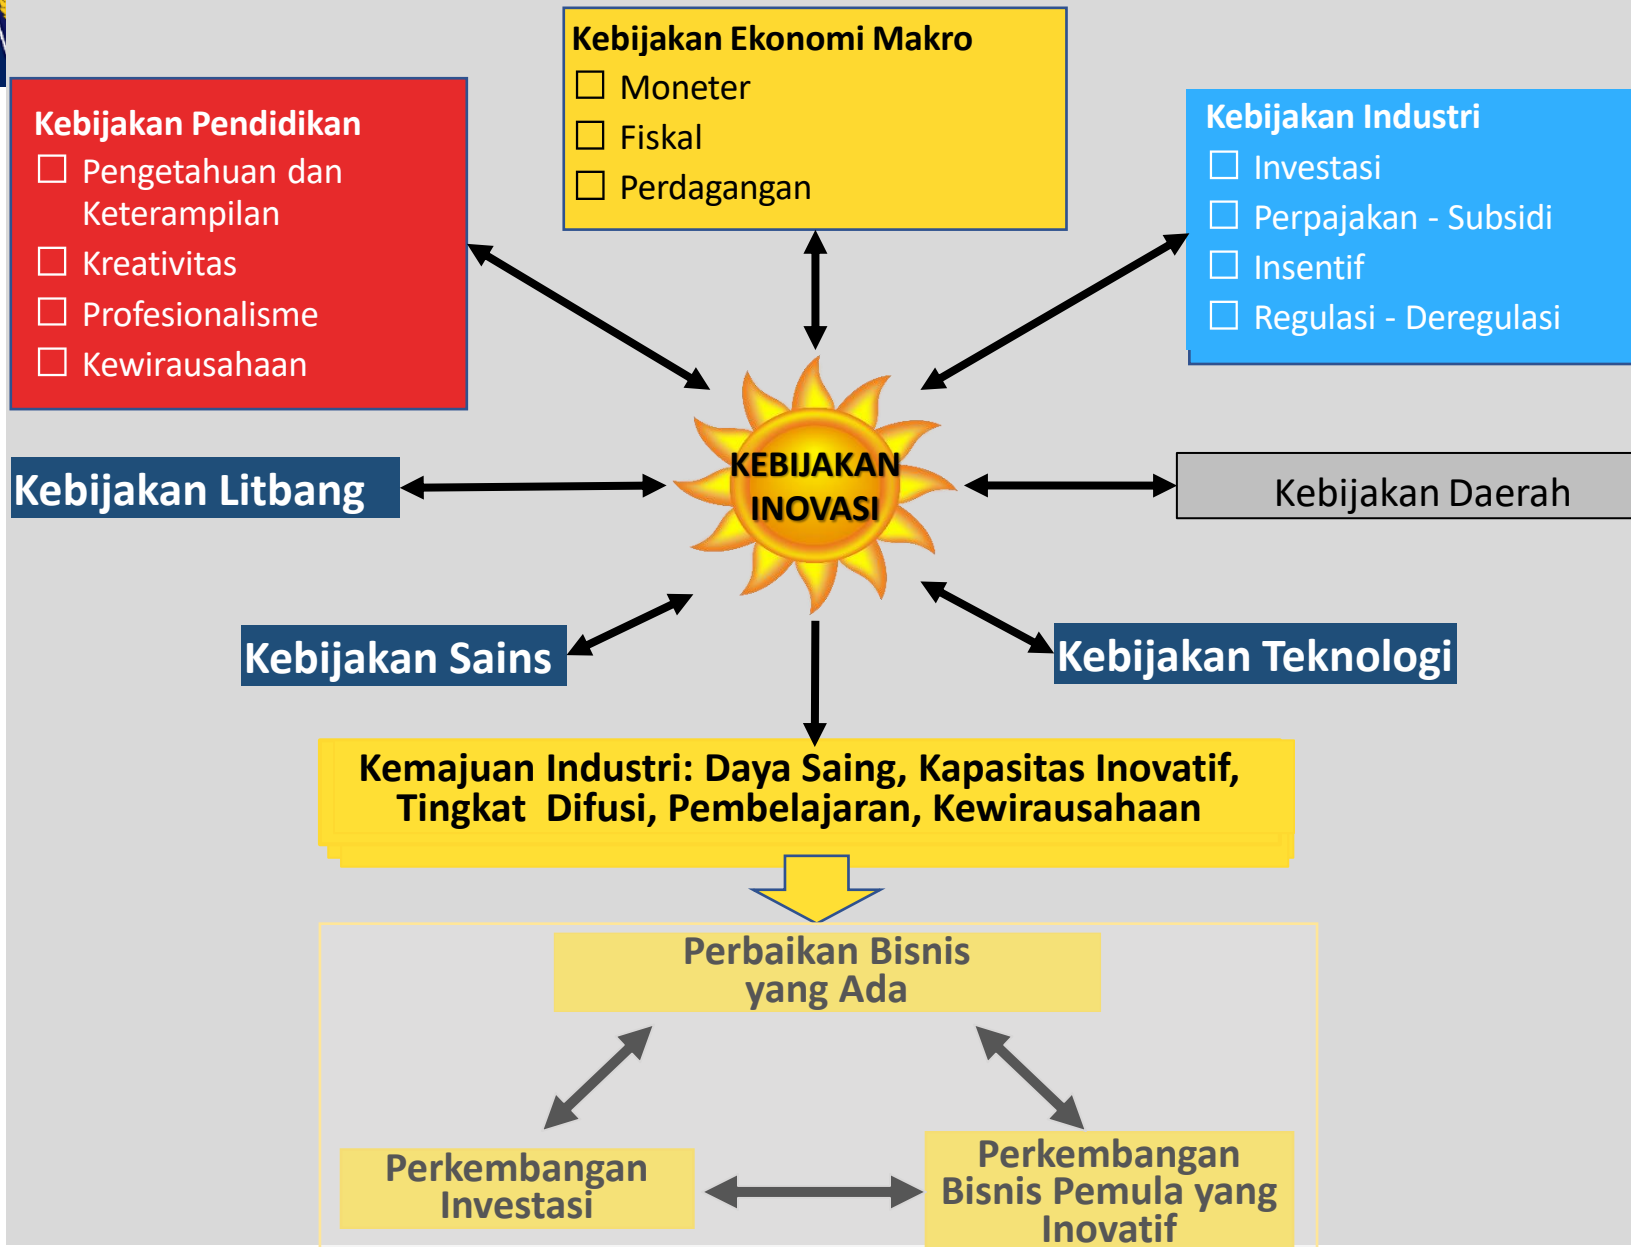 Kebijakan Ekonomi Makro
☐ Moneter
☐ Fiskal
☐ Perdagangan
Kebijakan Pendidikan
☐ Pengetahuan dan
Keterampilan
☐ Kreativitas
☐ Profesionalisme
☐ Kewirausahaan
Kebijakan Industri
☐ Investasi
☐ Perpajakan - Subsidi
☐ Insentif
☐ Regulasi - Deregulasi
KEBIJAKAN
INOVASI
Kebijakan Litbang
Kebijakan Daerah
Kebijakan Sains
Kebijakan Teknologi
Kemajuan Industri: Daya Saing, Kapasitas Inovatif,
Tingkat Difusi, Pembelajaran, Kewirausahaan
Perbaikan Bisnis
yang Ada
Perkembangan
Investasi
Perkembangan
Bisnis Pemula yang
Inovatif